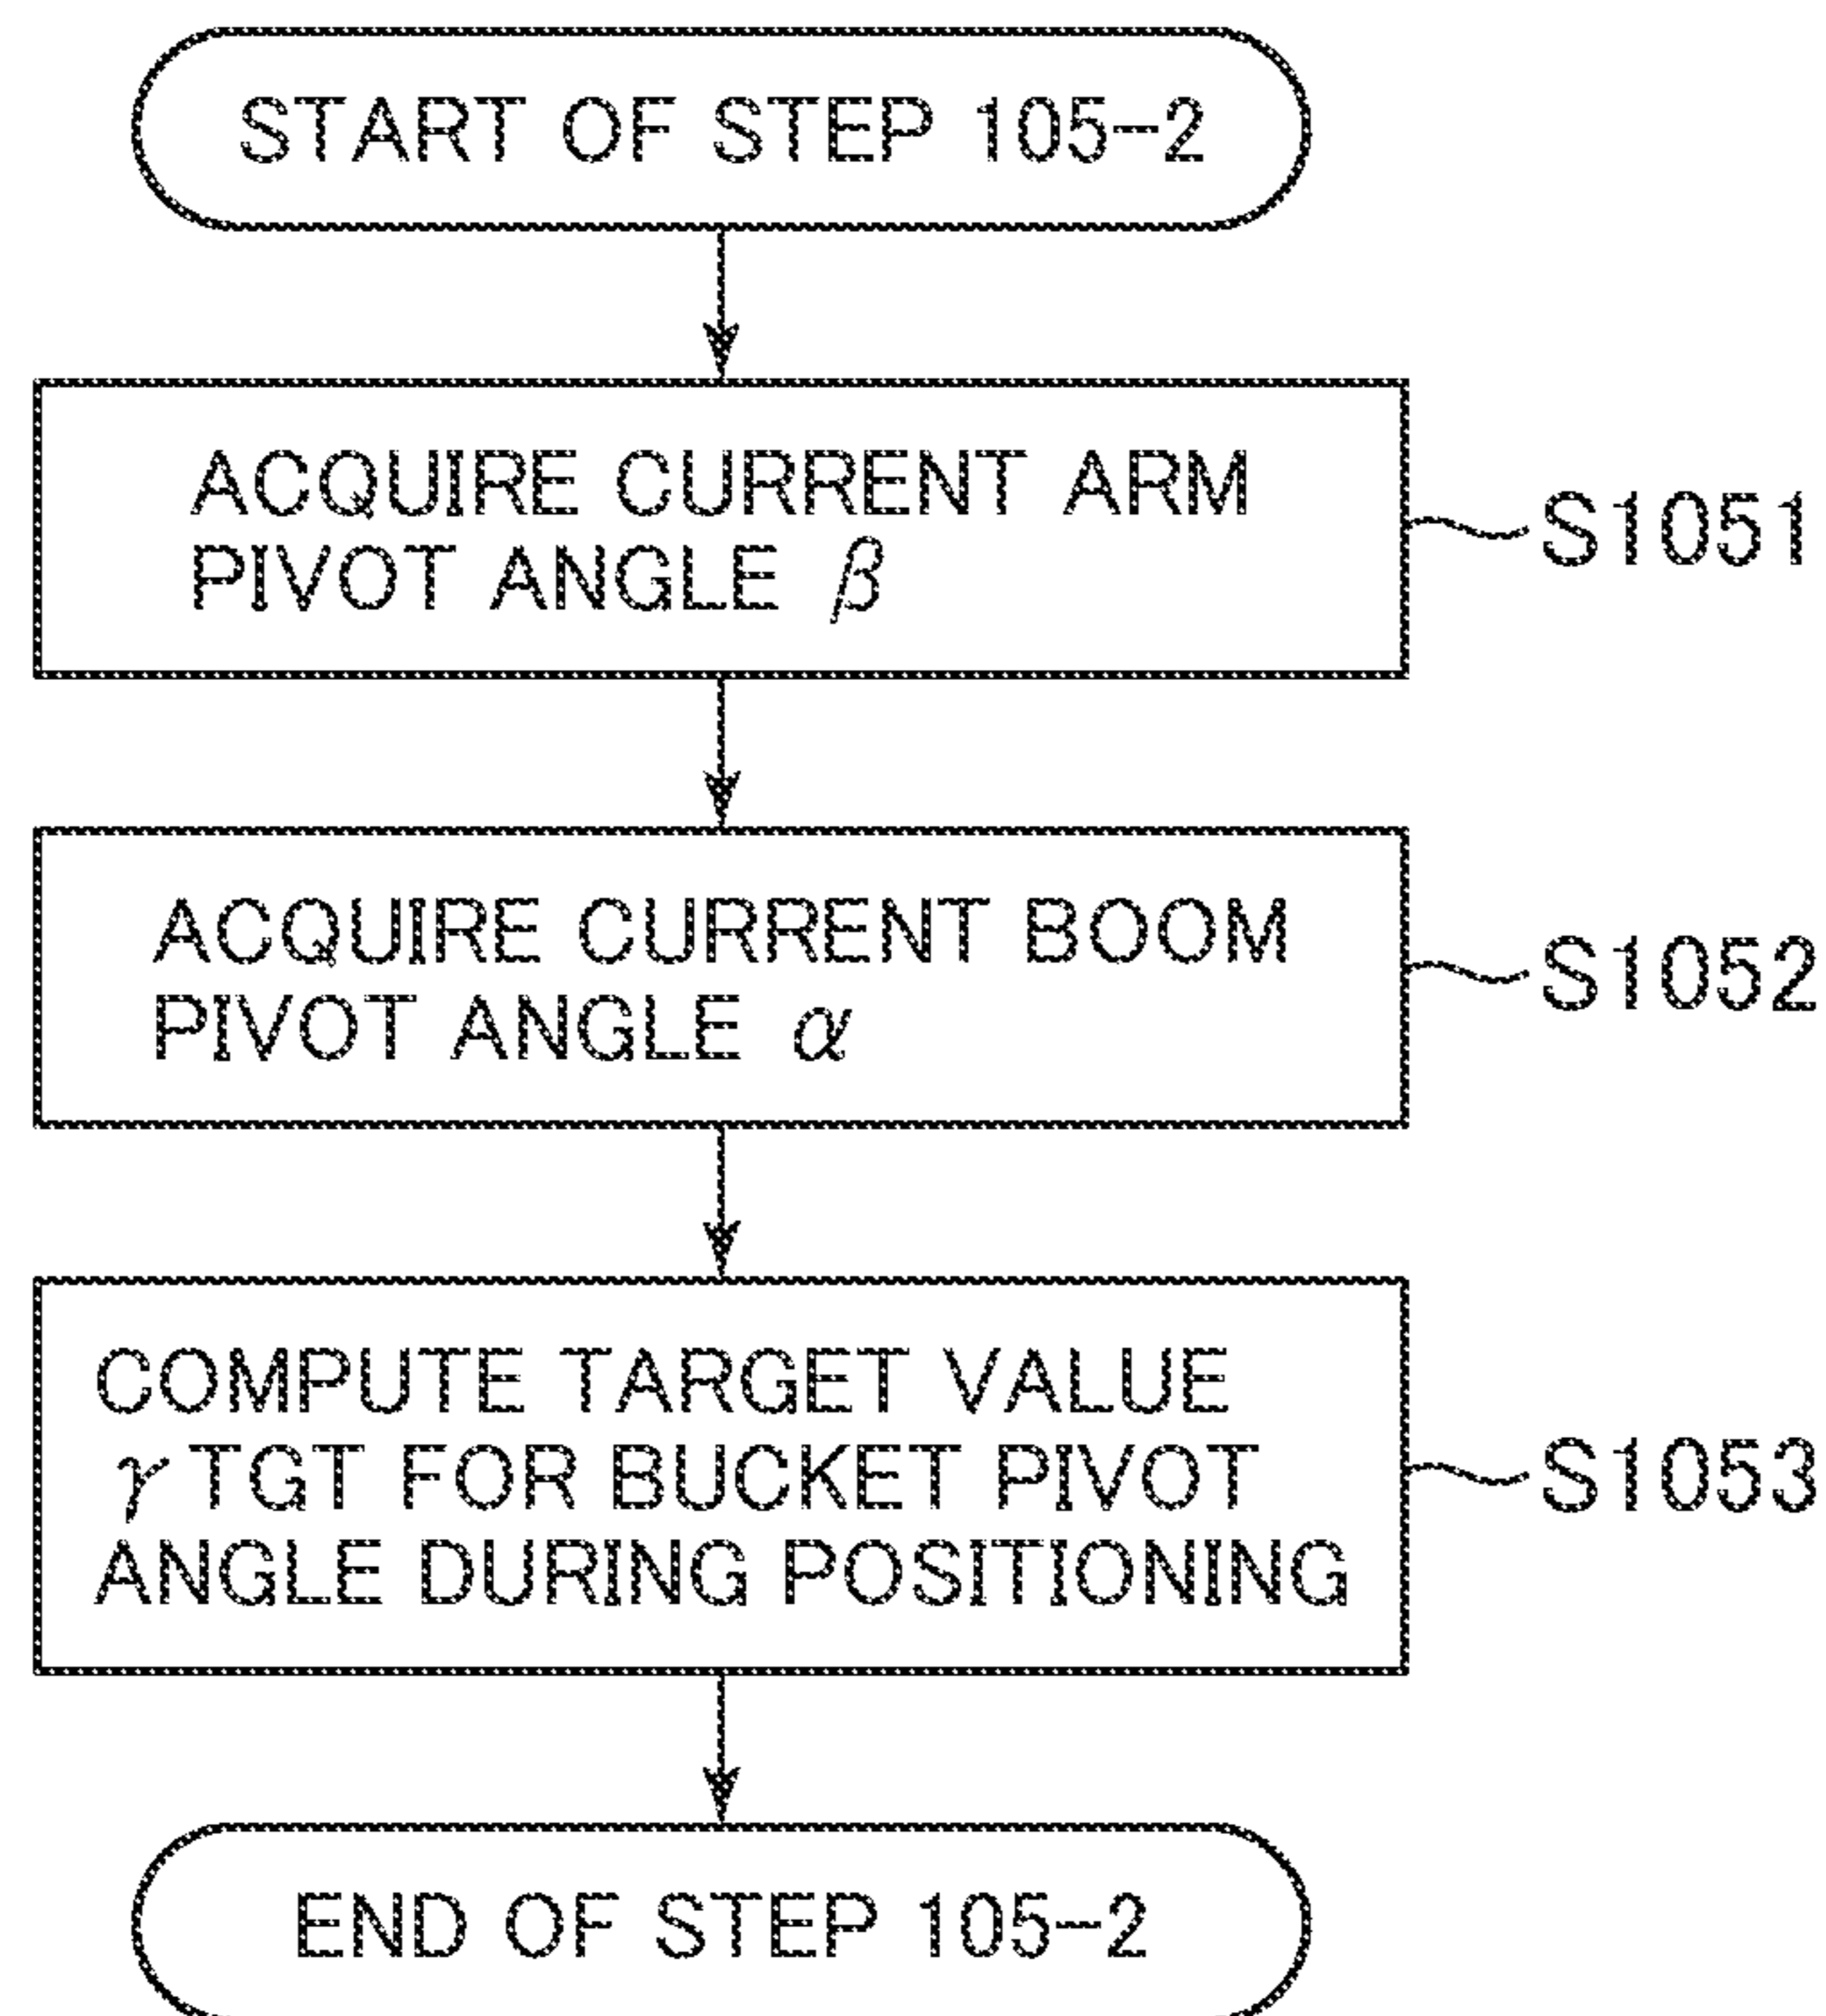 START OF STEP 105-2
ACQUIRE CURRENT ARM
PIVOT ANGLE β
S1051
ACQUIRE CURRENT BOOM
PIVOT ANGLE α
S1052
COMPUTE TARGET VALUE
γTGT FOR BUCKET PIVOT
ANGLE DURING POSITIONING
S1053
END OF STEP 105-2